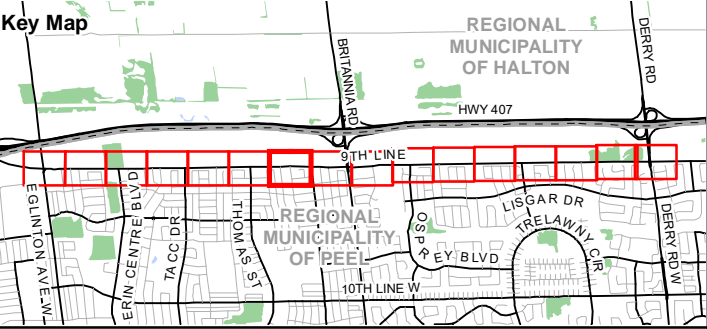 Key Map
REGIONAL
MUNICIPALITY
OF HALTON
DERRY RD
BRITANNIA RD
HWY 407
9TH LINE
EGLINTON AVE W
ERIN CENTRE BLVD
TACC DR
THOMAS ST
REGIONAL
MUNICIPALITY
OF PEEL
OSPREY BLVD
LISGAR DR
TRELAWNY CIR
DERRY RD W
10TH LINE W